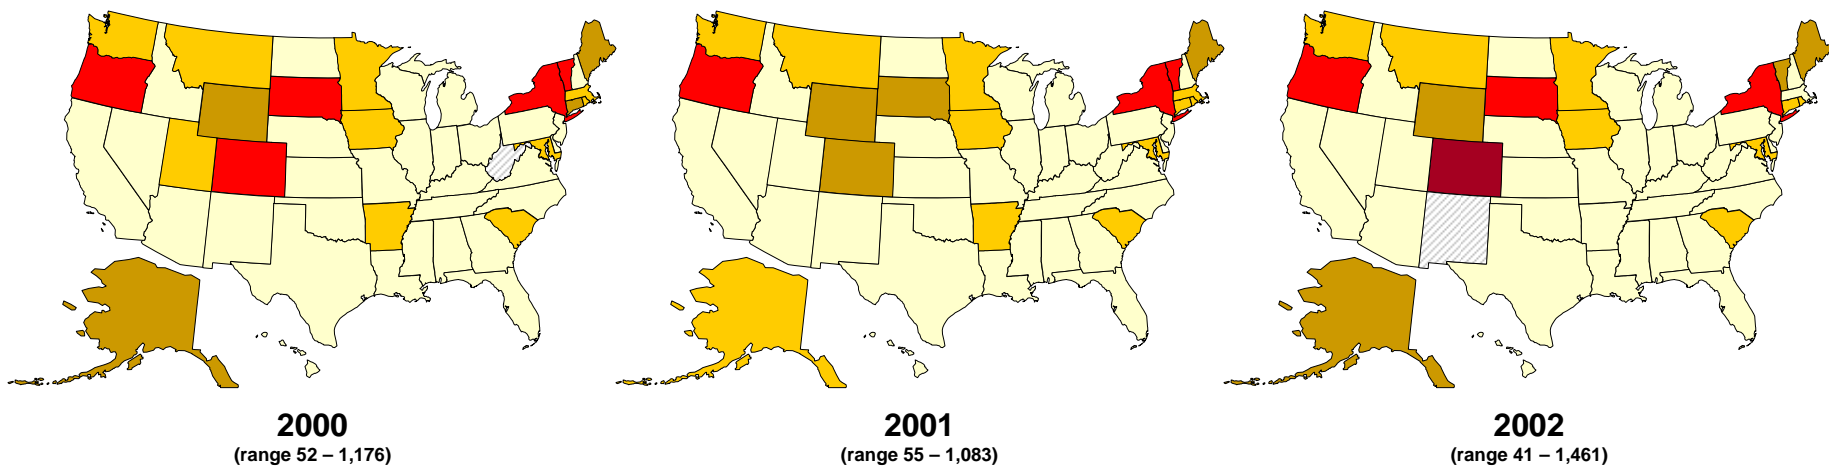 2000
(range 52 – 1,176)
2001
(range 55 – 1,083)
2002
(range 41 – 1,461)